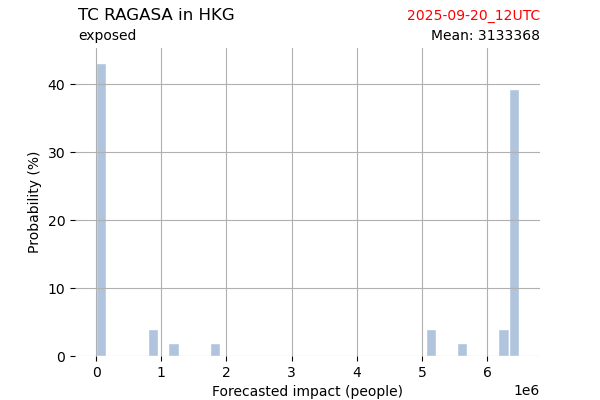 TC RAGASA in HKG
2025-09-20_12UTC
exposed
Mean: 3133368
Probability (%)
40
30
20
10
0
0 1 2 3 4 5 6
1e6
Forecasted impact (people)